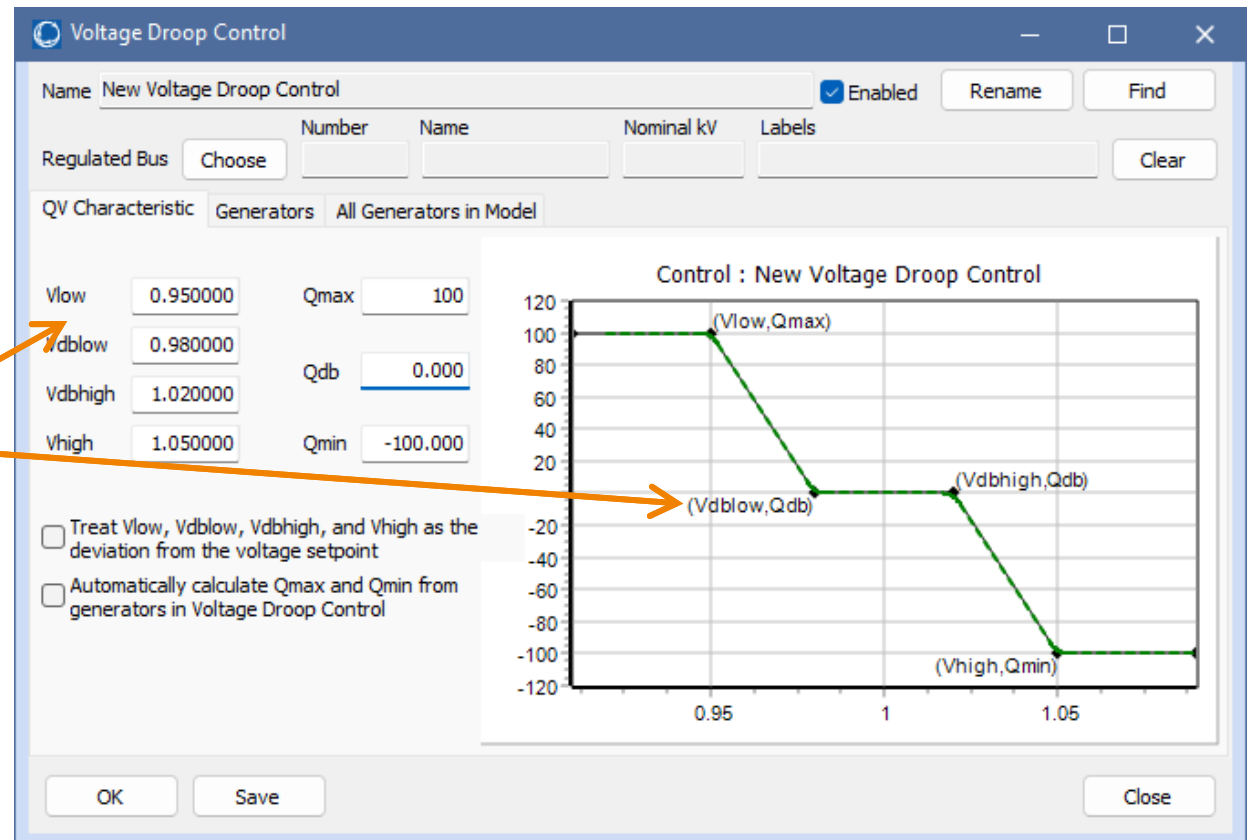 Voltage Droop Control
Name New Voltage Droop Control Enabled Rename Find
Number Name Nominal kV Labels
Regulated Bus Choose Clear
QV Characteristic Generators All Generators in Model
Vlow 0.950000 Qmax 100
Vdblow 0.980000
Qdb 0.000
Vdbhigh 1.020000
Vhigh 1.050000 Qmin -100.000
Treat Vlow, Vdblow, Vdbhigh, and Vhigh as the
deviation from the voltage setpoint
Automatically calculate Qmax and Qmin from
generators in Voltage Droop Control
Control : New Voltage Droop Control
120
100
80
60
40
20
-20
-40
-60
-80
-100
-120
(Vlow,Qmax)
(Vdbhigh,Qdb)
(Vdblow,Qdb)
(Vhigh,Qmin)
0.95 1 1.05
OK Save Close